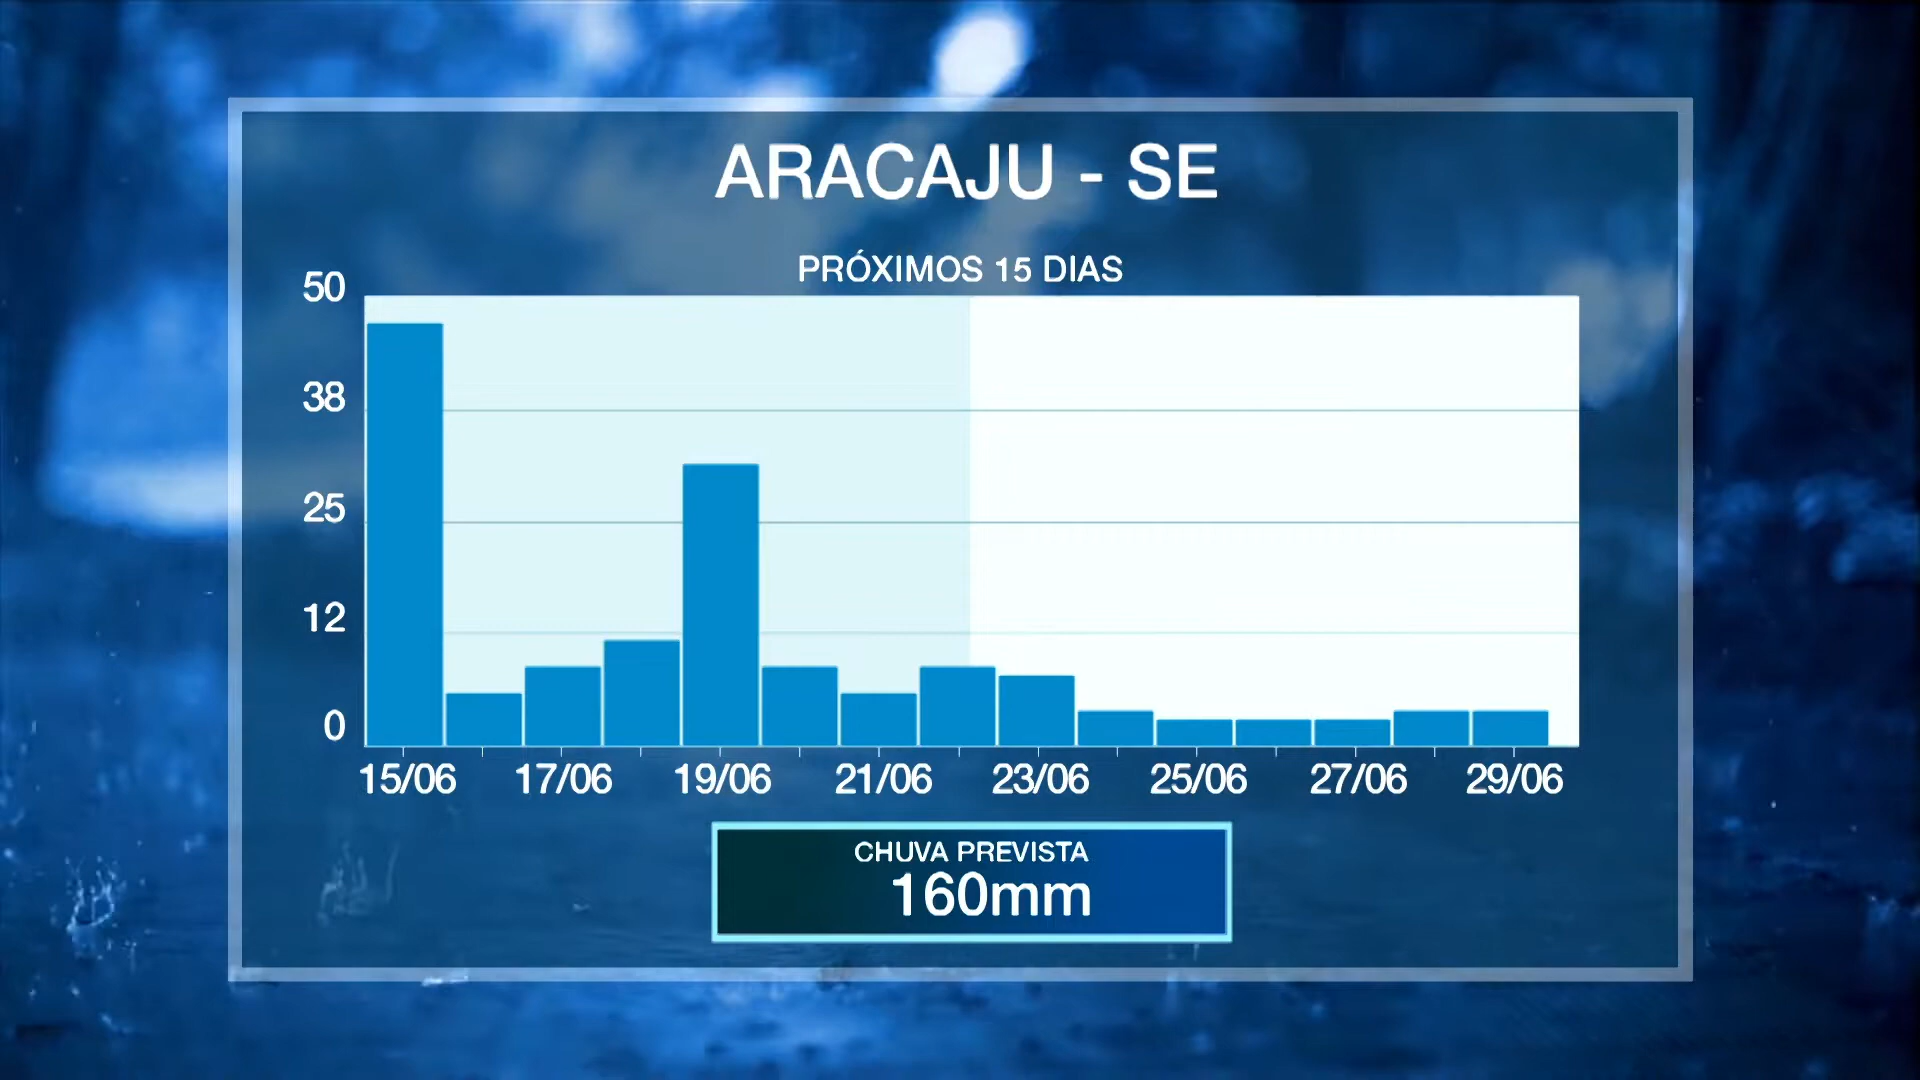 ARACAJU - SE
PRÓXIMOS 15 DIAS
50
38
25
12
0
15/06 17/06 19/06 21/06 23/06 25/06 27/06 29/06
CHUVA PREVISTA
160mm